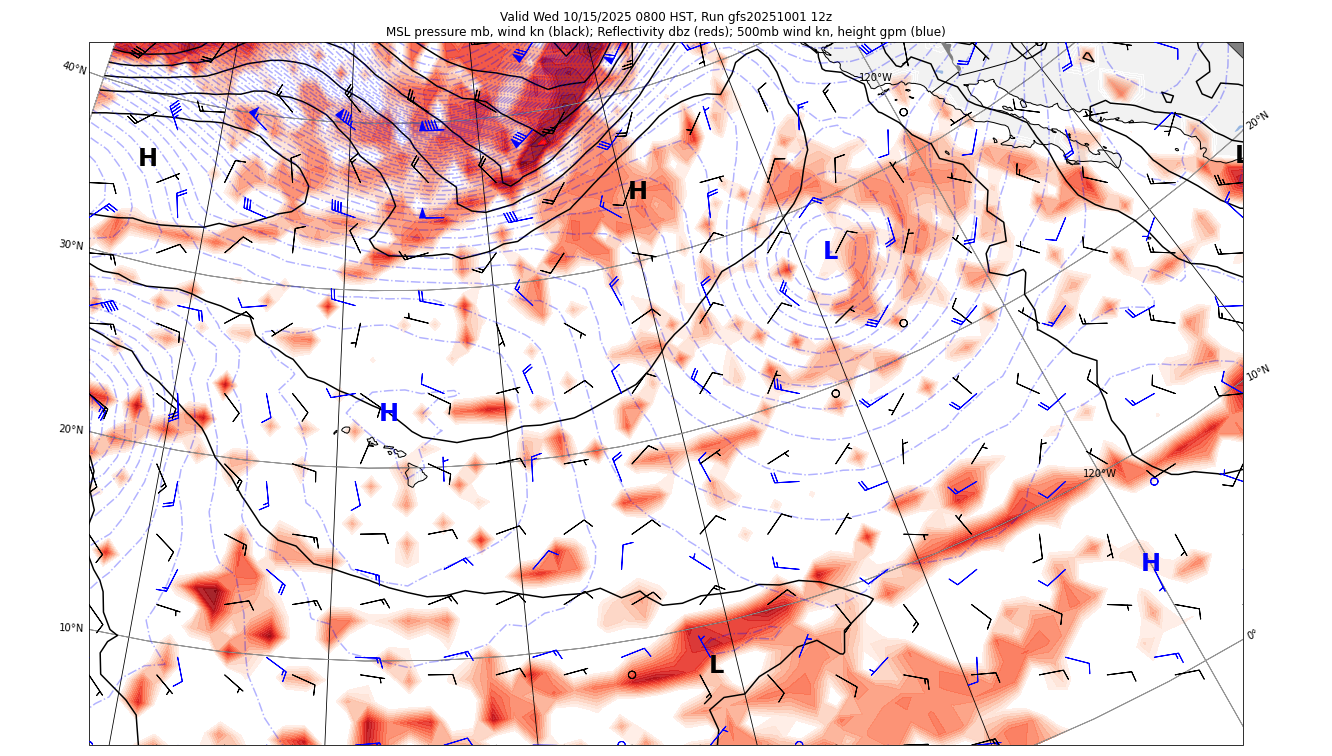 Valid Wed 10/15/2025 0800 HST, Run gfs20251001 12z
MSL pressure mb, wind kn (black); Reflectivity dbz (reds); 500mb wind kn, height gpm (blue)
40°N
120°W
20°N
H
L
H
30°N
L
10°N
H
20°N
120°W
H
10°N
0°
L